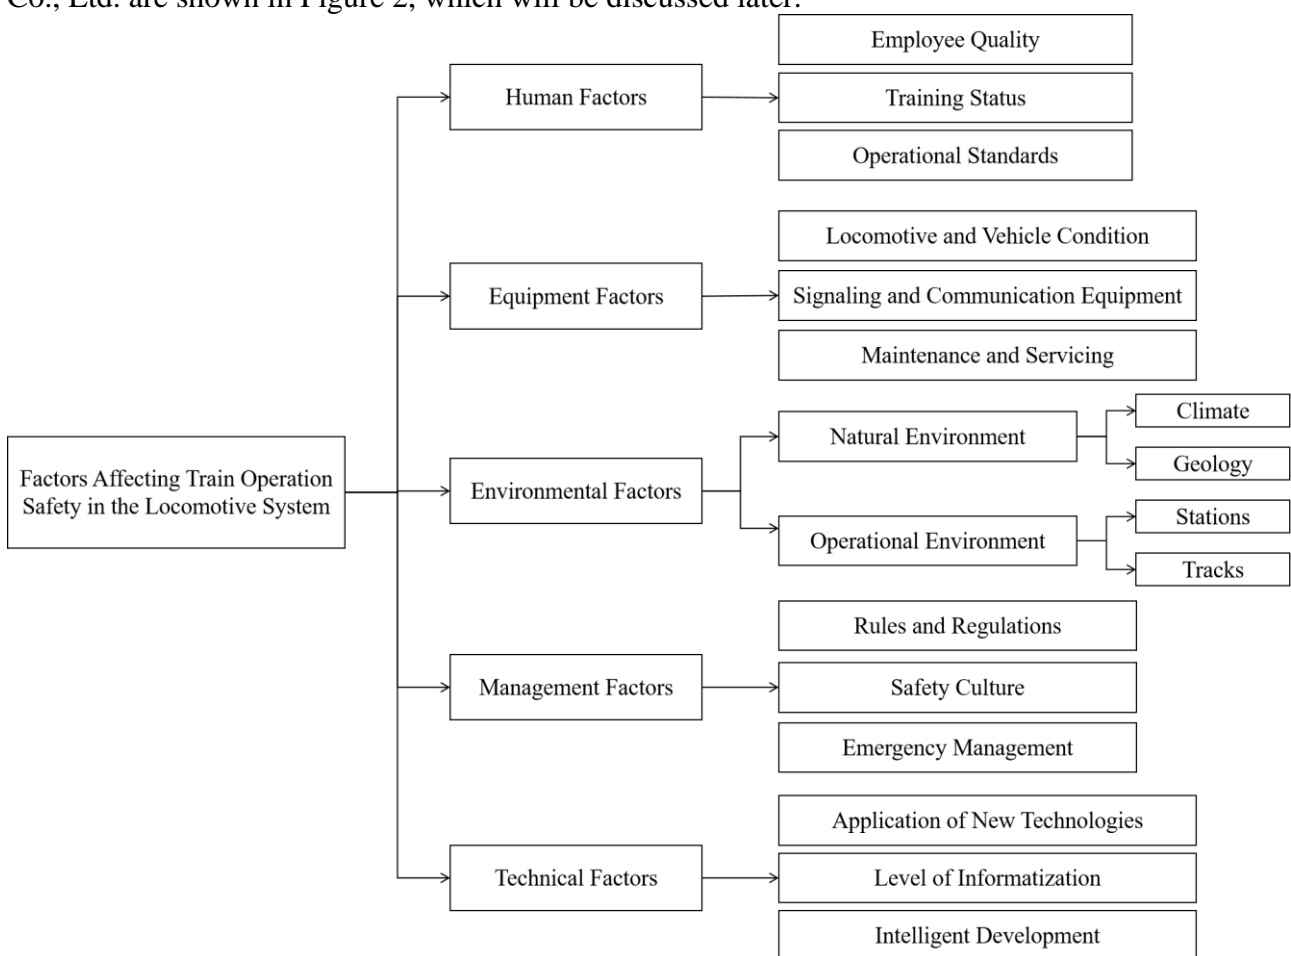 Co., Ltd. are shown in Figure 2, which will be discussed later.
Factors Affecting Train Operation
Safety in the Locomotive System
Human Factors
Employee Quality
Training Status
Operational Standards
Equipment Factors
Locomotive and Vehicle Condition
Signaling and Communication Equipment
Maintenance and Servicing
Environmental Factors
Natural Environment
Climate
Geology
Operational Environment
Stations
Tracks
Management Factors
Rules and Regulations
Safety Culture
Emergency Management
Technical Factors
Application of New Technologies
Level of Informatization
Intelligent Development